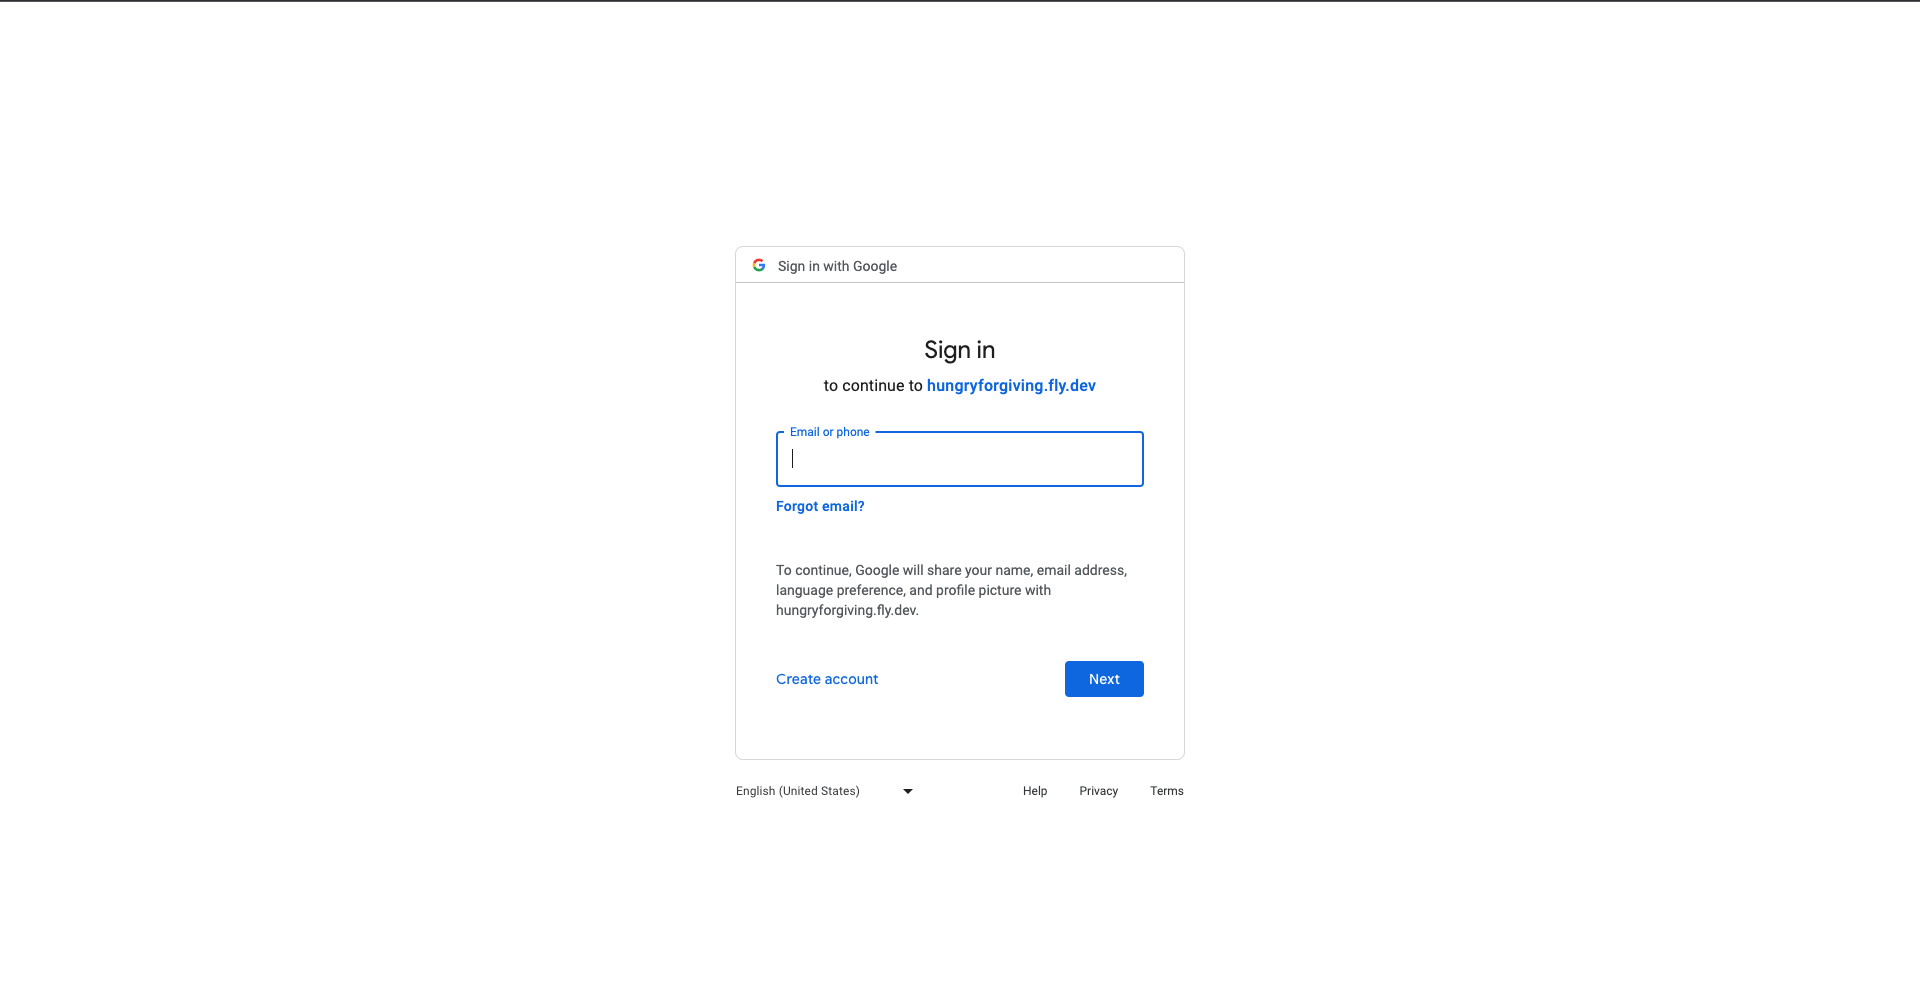 Sign in with Google
Sign in
to continue to hungryforgiving.fly.dev
Email or phone
Forgot email?
To continue, Google will share your name, email address,
language preference, and profile picture with
hungryforgiving.fly.dev.
Create account
Next
English (United States)
Help
Privacy
Terms